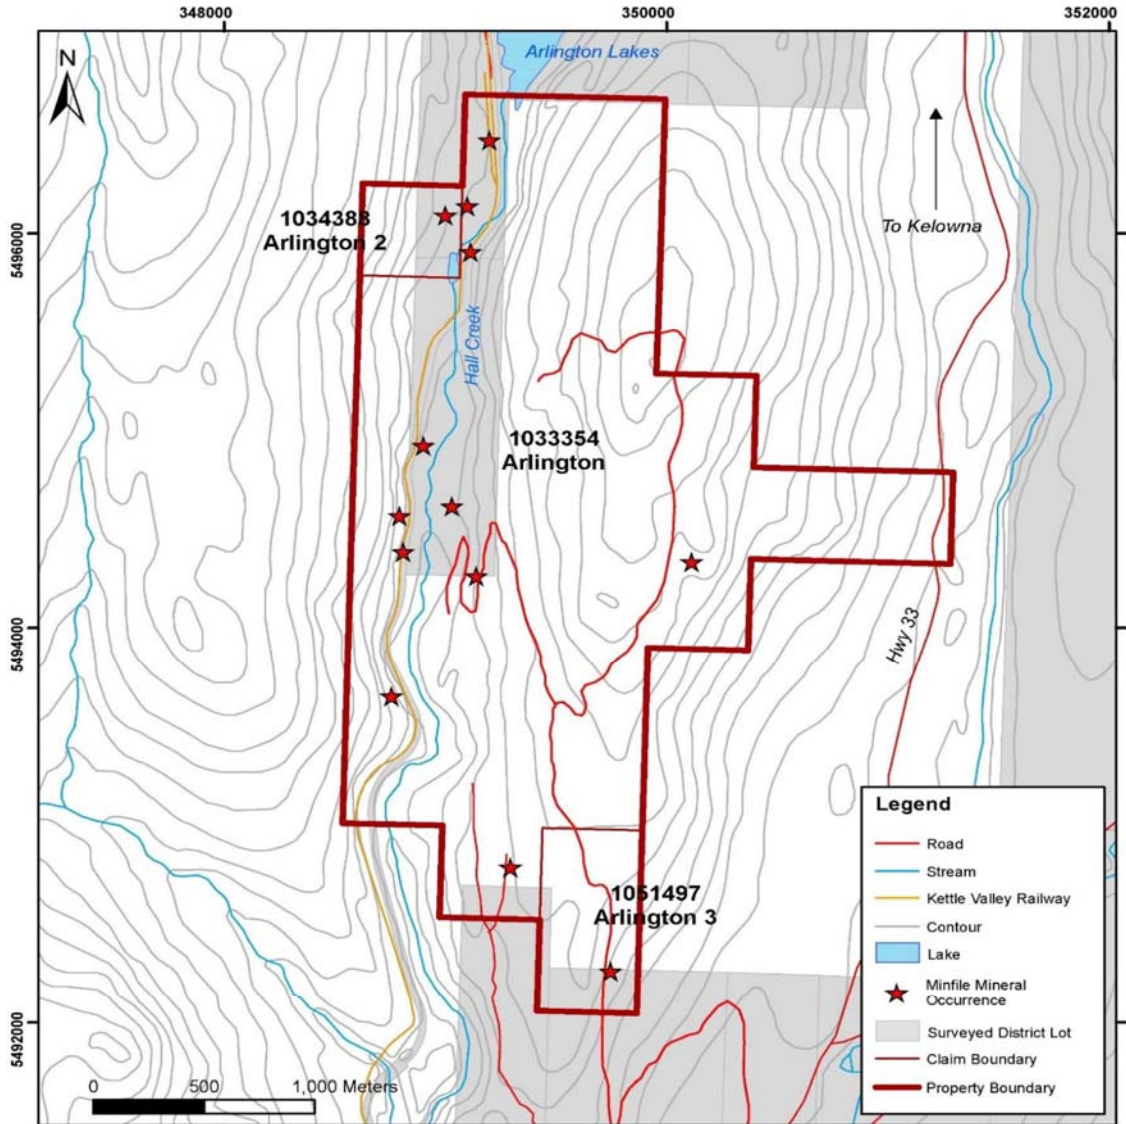 348000
350000
352000
N
Arlington Lakes
1034388
Arlington 2
To Kelowna
5496000
Hall Creek
1033354
Arlington
5494000
Hwy 33
1051497
Arlington 3
5492000
0 500 1,000 Meters
Legend
Road
Stream
Kettle Valley Railway
Contour
Lake
Minfile Mineral
Occurrence
Surveyed District Lot
Claim Boundary
Property Boundary